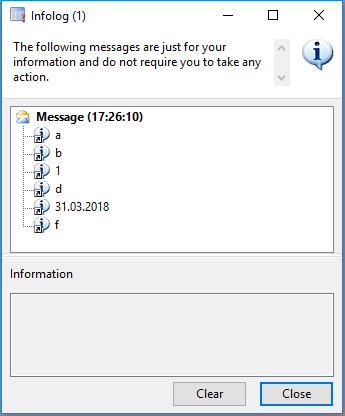 Infolog (1)
The following messages are just for your
information and do not require you to take any
action.
Message (17:26:10)
a
b
1
d
31.03.2018
f
Information
Clear
Close